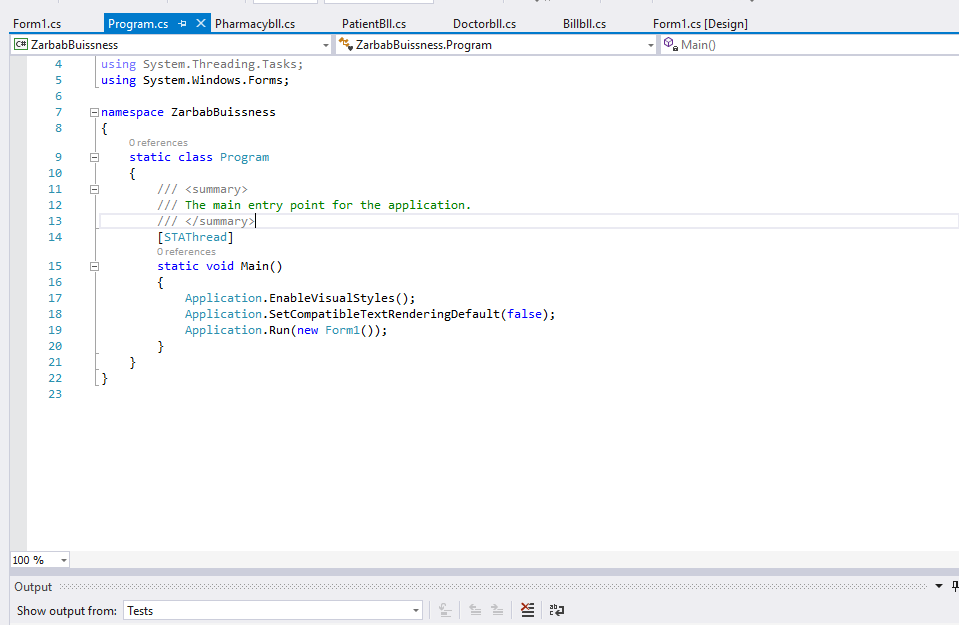 Form1.cs Program.cs Pharmacybll.cs PatientBll.cs Doctorbll.cs Billbll.cs Form1.cs [Design]
C# ZarbabBuissness ZarbabBuissness.Program Main()
4 using System.Threading.Tasks;
5 using System.Windows.Forms;
6
7 namespace ZarbabBuissness
8 {
0 references
9 static class Program
10 {
11 /// <summary>
12 /// The main entry point for the application.
13 /// </summary>
14 [STAThread]
0 references
15 static void Main()
16 {
17 Application.EnableVisualStyles();
18 Application.SetCompatibleTextRenderingDefault(false);
19 Application.Run(new Form1());
20 }
21 }
22 }
23
100 %
Output
Show output from: Tests